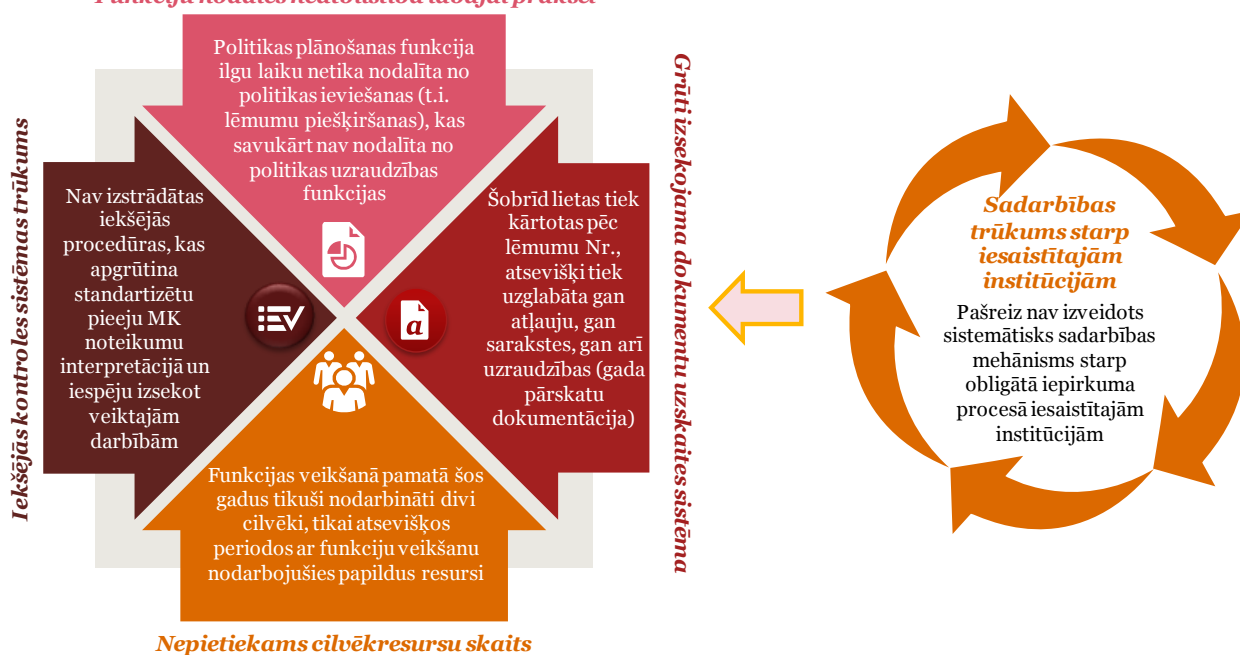 Politikas plānošanas funkcija
ilgu laiku netika nodalīta no
politikas ieviešanas (t.i.
lēmumu piešķiršanas), kas
savukārt nav nodalīta no
politikas uzraudzības
funkcijas
Iekšējās kontroles sistēmas trūkums
Nav izstrādātas
iekšējās
procedūras, kas
apgrūtina
standartizētu
pieeju MK
noteikumu
interpretācijā un
iespēju izsekot
veiktajām
darbībām
Šobrīd lietas tiek
kārtotas pēc
lēmumu Nr.,
atsevišķi tiek
uzglabāta gan
atļauju, gan
sarakstes, gan arī
uzraudzības (gada
pārskatu
dokumentācija)
a
Grūti izsekojama dokumentu uzskaites sistēma
Funkcijas veikšanā pamatā šos
gadus tikuši nodarbināti divi
cilvēki, tikai atsevišķos
periodos ar funkciju veikšanu
nodarbojušies papildus resursi
Nepietiekams cilvēkresursu skaits
Sadarbības
trūkums starp
iesaistītajām
institūcijām
Pašreiz nav izveidots
sistemātisks sadarbības
mehānisms starp
obligātā iepirkuma
procesā iesaistītajām
institūcijām